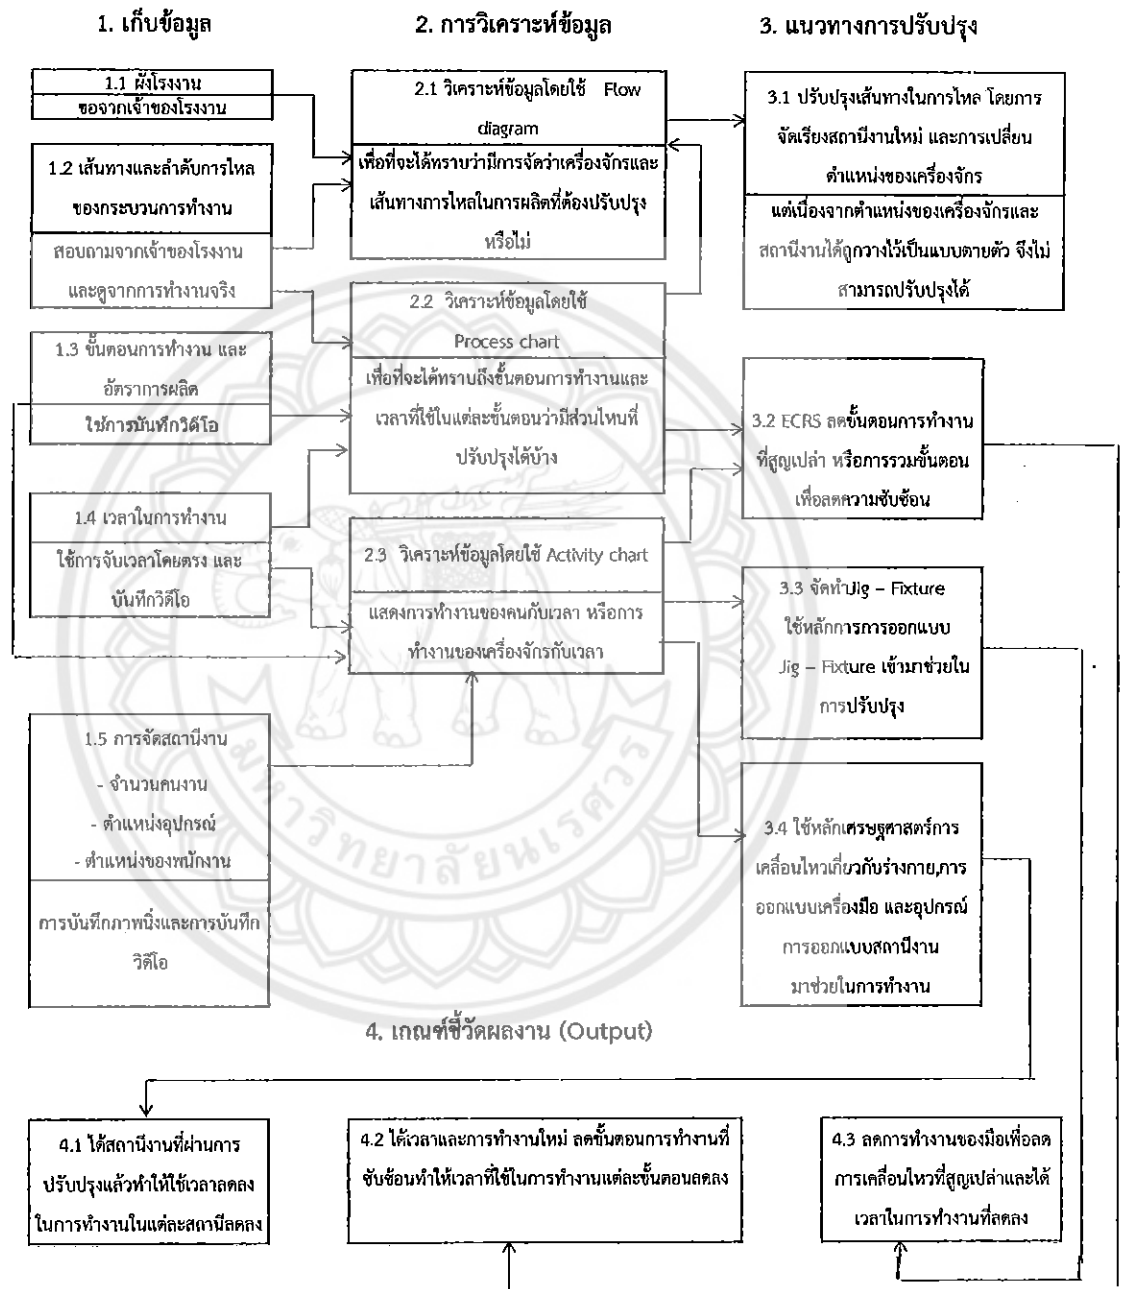 1. เก็บข้อมูล
1.1 ผังโรงงาน
ขอจากเจ้าของโรงงาน
1.2 เส้นทางและลำดับการไหล
ของกระบวนการทำงาน
สอบถามจากเจ้าของโรงงาน
และดูจากการทำงานจริง
1.3 ขั้นตอนการทำงาน และ
อัตราการผลิต
ใช้การบันทึกวิดีโอ
1.4 เวลาในการทำงาน
ใช้การจับเวลาโดยตรง และ
บันทึกวิดีโอ
1.5 การจัดสถานีงาน
- จำนวนคนงาน
- ตำแหน่งอุปกรณ์
- ตำแหน่งของพนักงาน
การบันทึกภาพนิ่งและการบันทึก
วิดีโอ
2. การวิเคราะห์ข้อมูล
2.1 วิเคราะห์ข้อมูลโดยใช้ Flow
diagram
เพื่อที่จะได้ทราบว่ามีการจัดว่าเครื่องจักรและ
เส้นทางการไหลในการผลิตที่ต้องปรับปรุง
หรือไม่
2.2 วิเคราะห์ข้อมูลโดยใช้
Process chart
เพื่อที่จะได้ทราบถึงขั้นตอนการทำงานและ
เวลาที่ใช้ในแต่ละขั้นตอนว่ามีส่วนไหนที่
ปรับปรุงได้บ้าง
2.3 วิเคราะห์ข้อมูลโดยใช้ Activity chart
แสดงการทำงานของคนกับเวลา หรือการ
ทำงานของเครื่องจักรกับเวลา
3. แนวทางการปรับปรุง
3.1 ปรับปรุงเส้นทางในการไหล โดยการ
จัดเรียงสถานีงานใหม่ และการเปลี่ยน
ตำแหน่งของเครื่องจักร
แต่เนื่องจากตำแหน่งของเครื่องจักรและ
สถานีงานได้ถูกวางไว้เป็นแบบตายตัว จึงไม่
สามารถปรับปรุงได้
3.2 ECRS ลดขั้นตอนการทำงาน
ที่สูญเปล่า หรือการรวมขั้นตอน
เพื่อลดความซับซ้อน
3.3 จัดทำJig – Fixture
ใช้หลักการการออกแบบ
Jig – Fixture เข้ามาช่วยใน
การปรับปรุง
3.4 ใช้หลักเศรษฐศาสตร์การ
เคลื่อนไหวเกี่ยวกับร่างกาย,การ
ออกแบบเครื่องมือ และอุปกรณ์
การออกแบบสถานีงาน
มาช่วยในการทำงาน
มหาวิทยาลัยนเรศวร
4. เกณฑ์ชี้วัดผลงาน (Output)
4.1 ได้สถานีงานที่ผ่านการ
ปรับปรุงแล้วทำให้ใช้เวลาลดลง
ในการทำงานในแต่ละสถานีลดลง
4.2 ได้เวลาและการทำงานใหม่ ลดขั้นตอนการทำงานที่
ซับซ้อนทำให้เวลาที่ใช้ในการทำงานแต่ละขั้นตอนลดลง
4.3 ลดการทำงานของมือเพื่อลด
การเคลื่อนไหวที่สูญเปล่าและได้
เวลาในการทำงานที่ลดลง